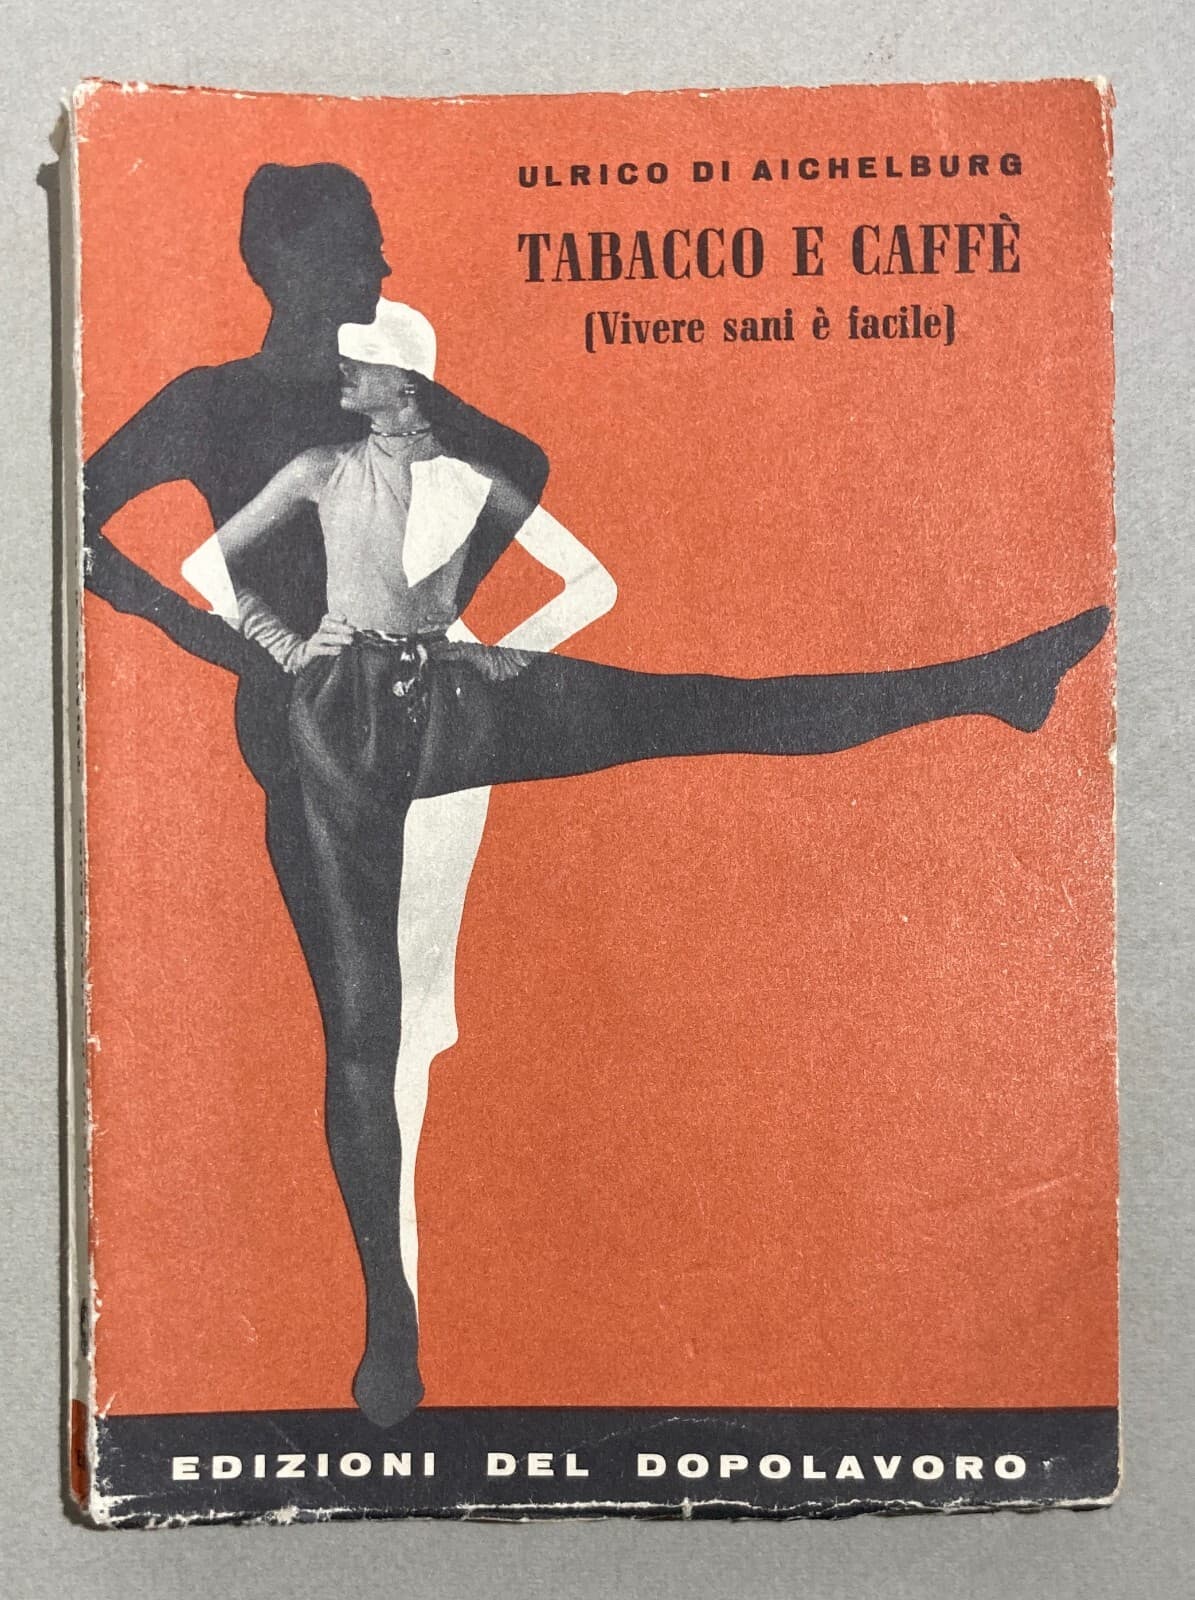 ULRICO DI AICHELBURG
TABACCO E CAFFÈ
(Vivere sani è facile)
EDIZIONI DEL DOPOLAVORO